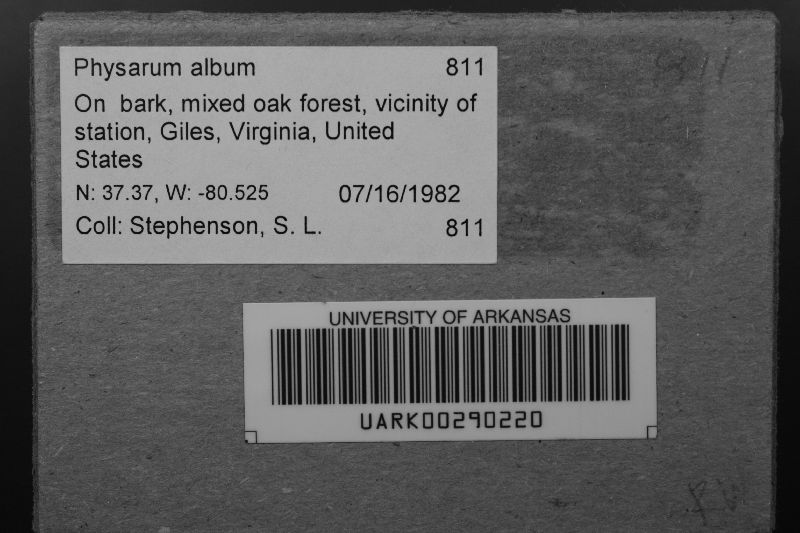 Physarum album 811
On bark, mixed oak forest, vicinity of
station, Giles, Virginia, United
States
N: 37.37, W: -80.525 07/16/1982
Coll: Stephenson, S. L. 811
811
UNIVERSITY OF ARKANSAS
UARK00290220